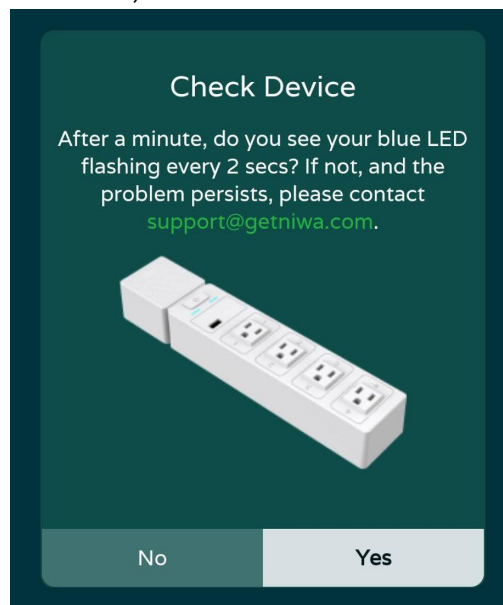 Check Device
After a minute, do you see your blue LED
flashing every 2 secs? If not, and the
problem persists, please contact
support@getniwa.com.
No
Yes